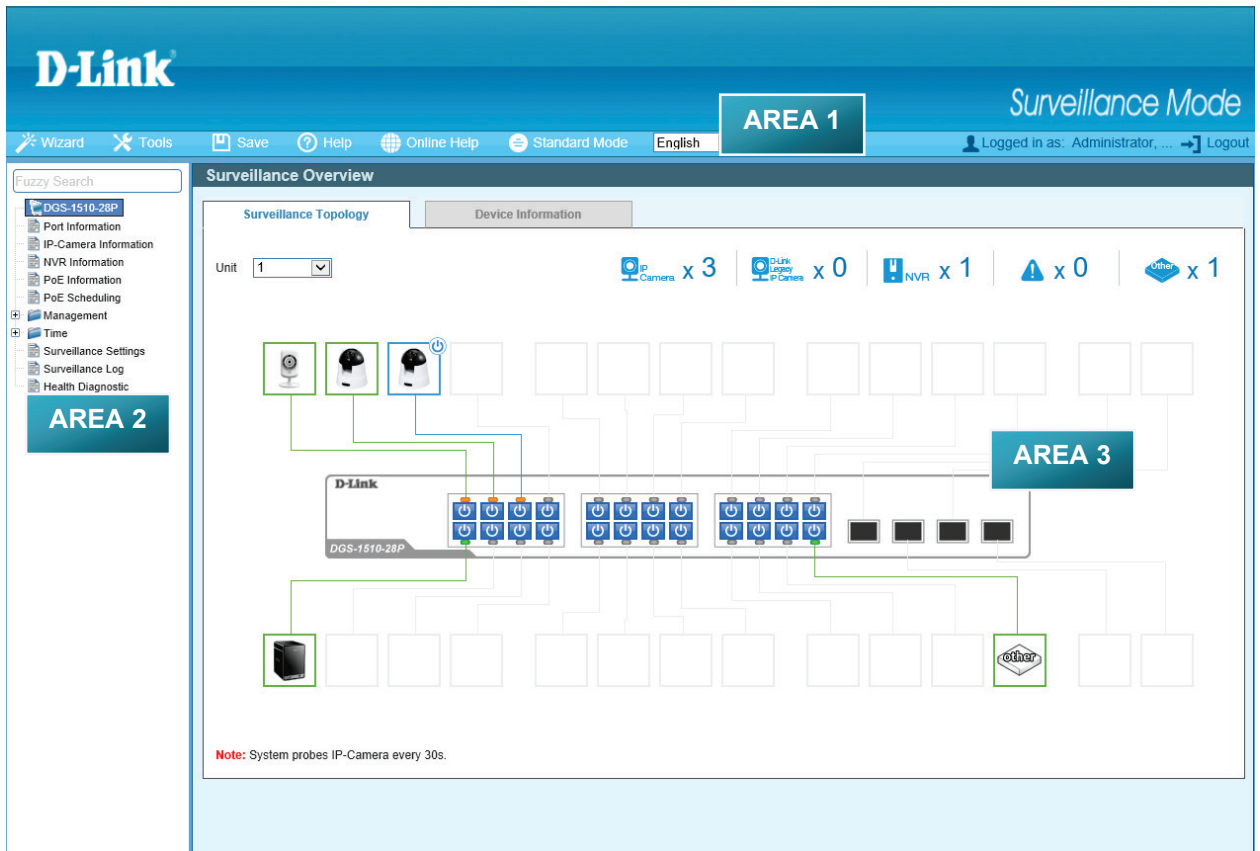 D-Link
Surveillance Mode
AREA 1
Wizard Tools Save Help Online Help Standard Mode English Logged in as: Administrator, ... Logout
Fuzzy Search
Surveillance Overview
DGS-1510-28P
Port Information
IP-Camera Information
NVR Information
PoE Information
PoE Scheduling
Management
Time
Surveillance Settings
Surveillance Log
Health Diagnostic
AREA 2
Surveillance Topology Device Information
Unit 1
IP Camera x 3
D-Link Legacy IP Camera x 0
NVR x 1
x 0
Other x 1
AREA 3
D-Link
DGS-1510-28P
other
Note: System probes IP-Camera every 30s.